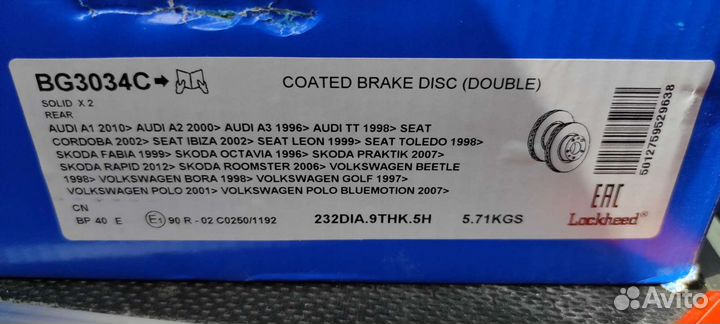 BG3034C
COATED BRAKE DISC (DOUBLE)
SOLID X 2
REAR
AUDI A1 2010> AUDI A2 2000> AUDI A3 1996> AUDI TT 1998> SEAT
CORDOBA 2002> SEAT IBIZA 2002> SEAT LEON 1999> SEAT TOLEDO 1998>
SKODA FABIA 1999> SKODA OCTAVIA 1996> SKODA PRAKTIK 2007>
SKODA RAPID 2012> SKODA ROOMSTER 2006> VOLKSWAGEN BEETLE
1998> VOLKSWAGEN BORA 1998> VOLKSWAGEN GOLF 1997>
VOLKSWAGEN POLO 2001> VOLKSWAGEN POLO BLUEMOTION 2007>
CN
BP 40 E
E1 90 R - 02 C0250/1192
232DIA.9THK.5H
5.71KGS
5012759529638
EAC
Lockheed®
Avito